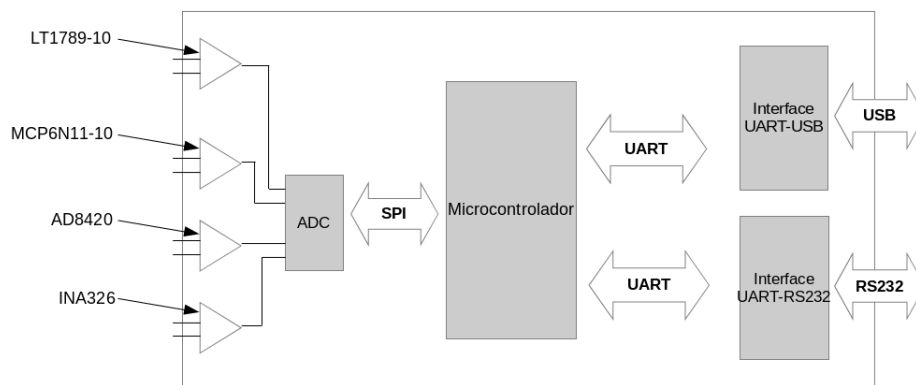 LT1789-10
MCP6N11-10
AD8420
INA326
ADC
SPI
Microcontrolador
UART
UART
Interface
UART-USB
USB
Interface
UART-RS232
RS232